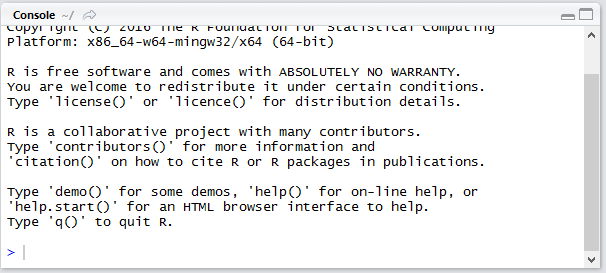 Console ~/
Copyright (C) 2016 The R Foundation for Statistical Computing
Platform: x86_64-w64-mingw32/x64 (64-bit)
R is free software and comes with ABSOLUTELY NO WARRANTY.
You are welcome to redistribute it under certain conditions.
Type 'license()' or 'licence()' for distribution details.
R is a collaborative project with many contributors.
Type 'contributors()' for more information and
'citation()' on how to cite R or R packages in publications.
Type 'demo()' for some demos, 'help()' for on-line help, or
'help.start()' for an HTML browser interface to help.
Type 'q()' to quit R.
>